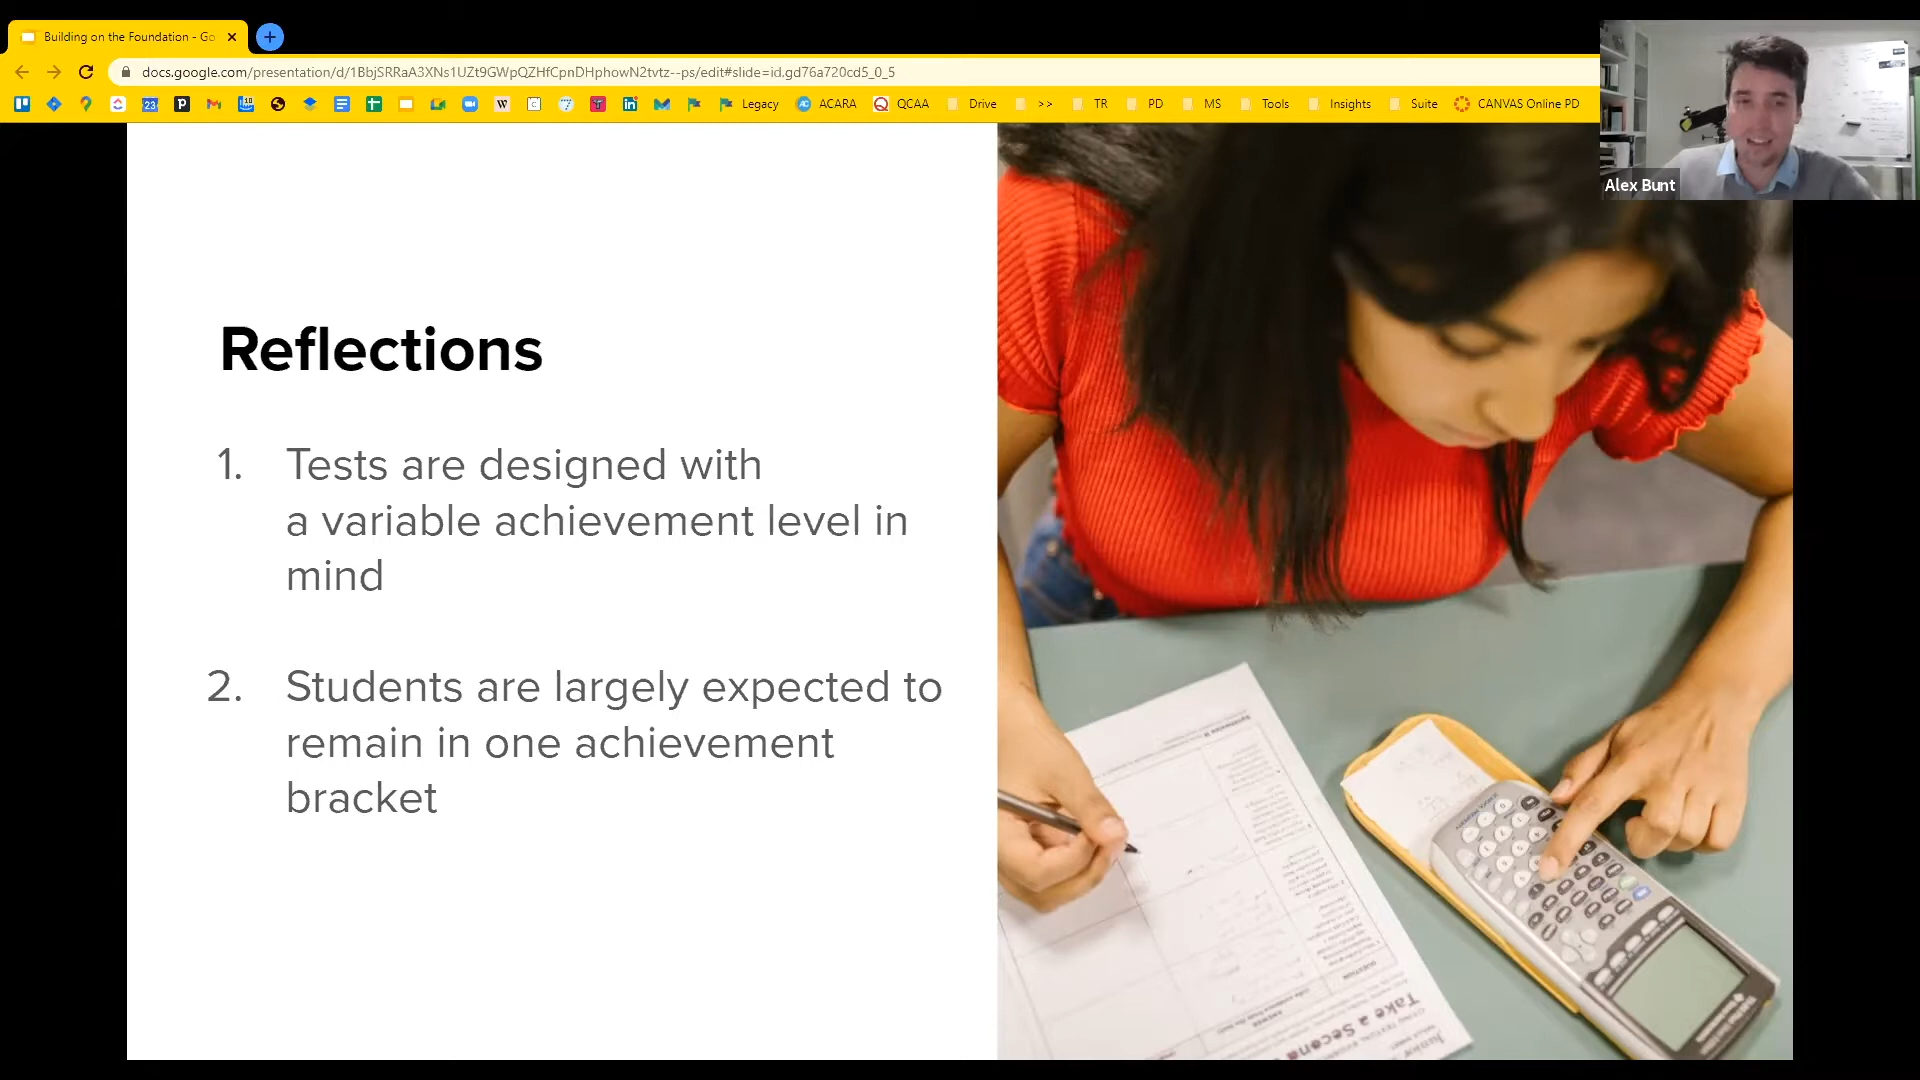 Building on the Foundation - Go
docs.google.com/presentation/d/1BbjSRRaA3XNs1UZt9GWpQZHfCpnDHphowN2tvtz--ps/edit#slide=id.gd76a720cd5_0_5
Legacy ACARA QCAA Drive >> TR PD MS Tools Insights Suite CANVAS Online PD
Alex Bunt
Reflections
1. Tests are designed with
a variable achievement level in
mind
2. Students are largely expected to
remain in one achievement
bracket
QUESTION
ANSWER
Take a Second